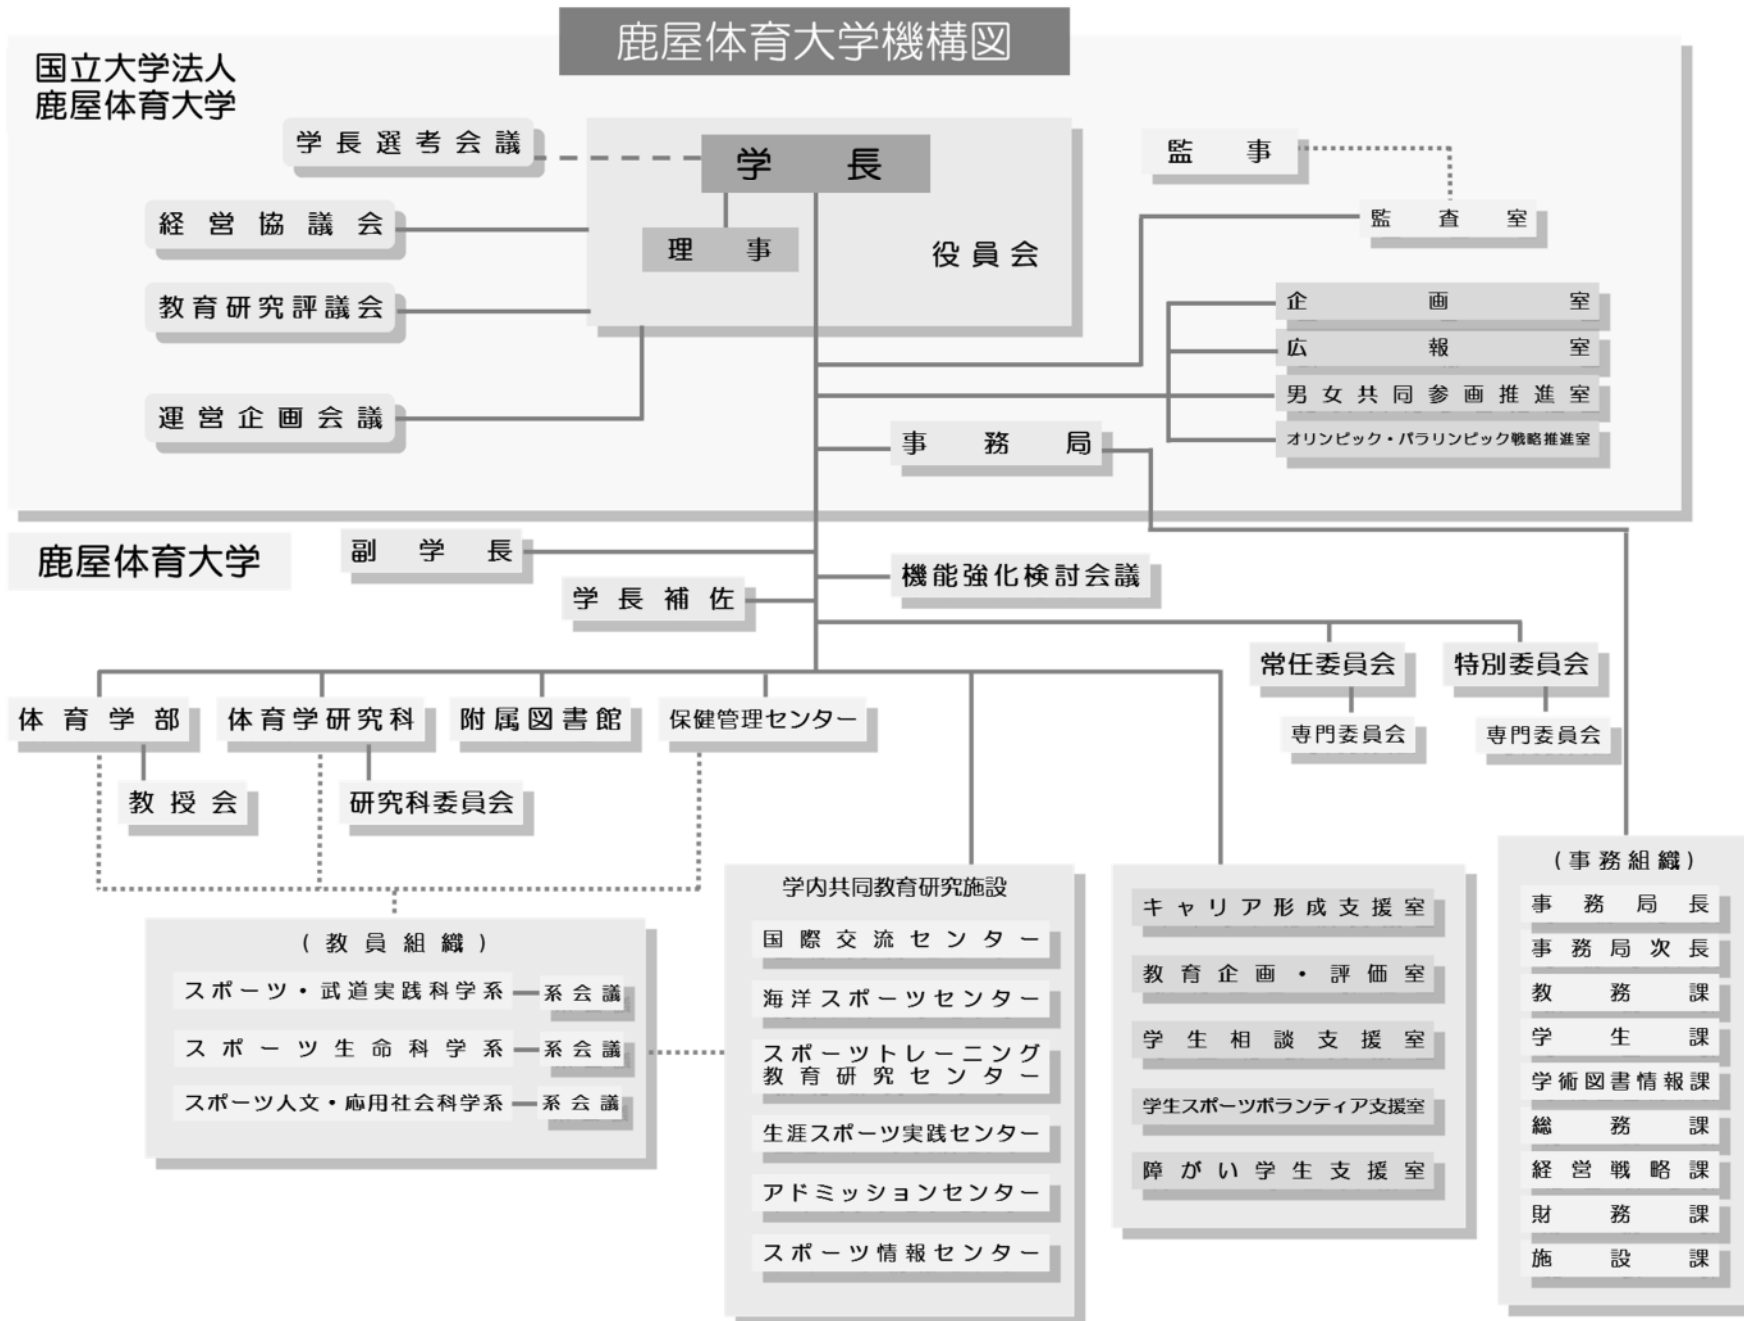 鹿屋体育大学機構図
国立大学法人
鹿屋体育大学
学長選考会議
学長
監事
経営協議会
理事
役員会
監査室
教育研究評議会
企画室
広報室
男女共同参画推進室
オリンピック・パラリンピック戦略推進室
運営企画会議
事務局
鹿屋体育大学
副学長
機能強化検討会議
学長補佐
常任委員会
特別委員会
専門委員会
専門委員会
体育学部
体育学研究科
附属図書館
保健管理センター
教授会
研究科委員会
(教員組織)
スポーツ・武道実践科学系
系会議
スポーツ生命科学系
系会議
スポーツ人文・応用社会科学系
系会議
学内共同教育研究施設
国際交流センター
海洋スポーツセンター
スポーツトレーニング
教育研究センター
生涯スポーツ実践センター
アドミッションセンター
スポーツ情報センター
キャリア形成支援室
教育企画・評価室
学生相談支援室
学生スポーツボランティア支援室
障がい学生支援室
(事務組織)
事務局長
事務局次長
教務課
学生課
学術図書情報課
総務課
経営戦略課
財務課
施設課